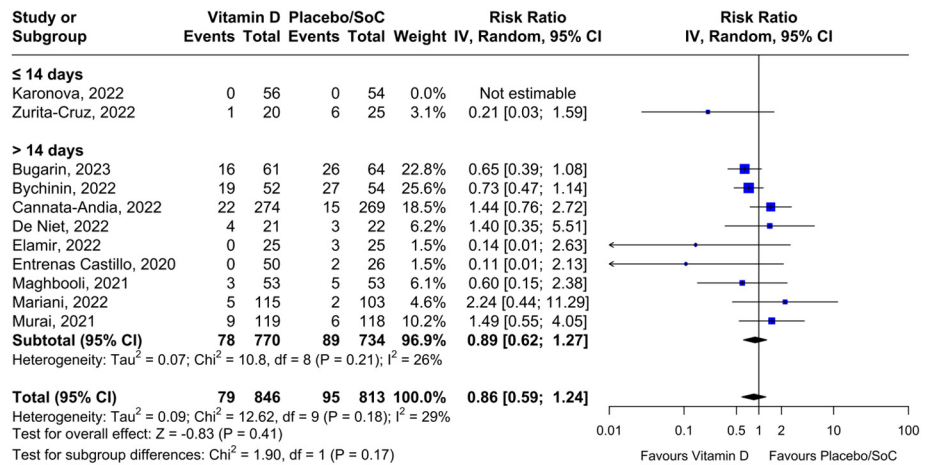 Study or Vitamin D Placebo/SoC Risk Ratio Risk Ratio
Subgroup Events Total Events Total Weight IV, Random, 95% CI IV, Random, 95% CI
≤ 14 days
Karonova, 2022 0 56 0 54 0.0% Not estimable
Zurita-Cruz, 2022 1 20 6 25 3.1% 0.21 [0.03; 1.59]
> 14 days
Bugarin, 2023 16 61 26 64 22.8% 0.65 [0.39; 1.08]
Bychinin, 2022 19 52 27 54 25.6% 0.73 [0.47; 1.14]
Cannata-Andia, 2022 22 274 15 269 18.5% 1.44 [0.76; 2.72]
De Niet, 2022 4 21 3 22 6.2% 1.40 [0.35; 5.51]
Elamir, 2022 0 25 3 25 1.5% 0.14 [0.01; 2.63]
Entrenas Castillo, 2020 0 50 2 26 1.5% 0.11 [0.01; 2.13]
Maghbooli, 2021 3 53 5 53 6.1% 0.60 [0.15; 2.38]
Mariani, 2022 5 115 2 103 4.6% 2.24 [0.44; 11.29]
Murai, 2021 9 119 6 118 10.2% 1.49 [0.55; 4.05]
Subtotal (95% CI) 78 770 89 734 96.9% 0.89 [0.62; 1.27]
Heterogeneity: Tau² = 0.07; Chi² = 10.8, df = 8 (P = 0.21); I² = 26%
Total (95% CI) 79 846 95 813 100.0% 0.86 [0.59; 1.24]
Heterogeneity: Tau² = 0.09; Chi² = 12.62, df = 9 (P = 0.18); I² = 29%
Test for overall effect: Z = -0.83 (P = 0.41)
Test for subgroup differences: Chi² = 1.90, df = 1 (P = 0.17)
0.01 0.1 0.5 1 2 10 100
Favours Vitamin D Favours Placebo/SoC